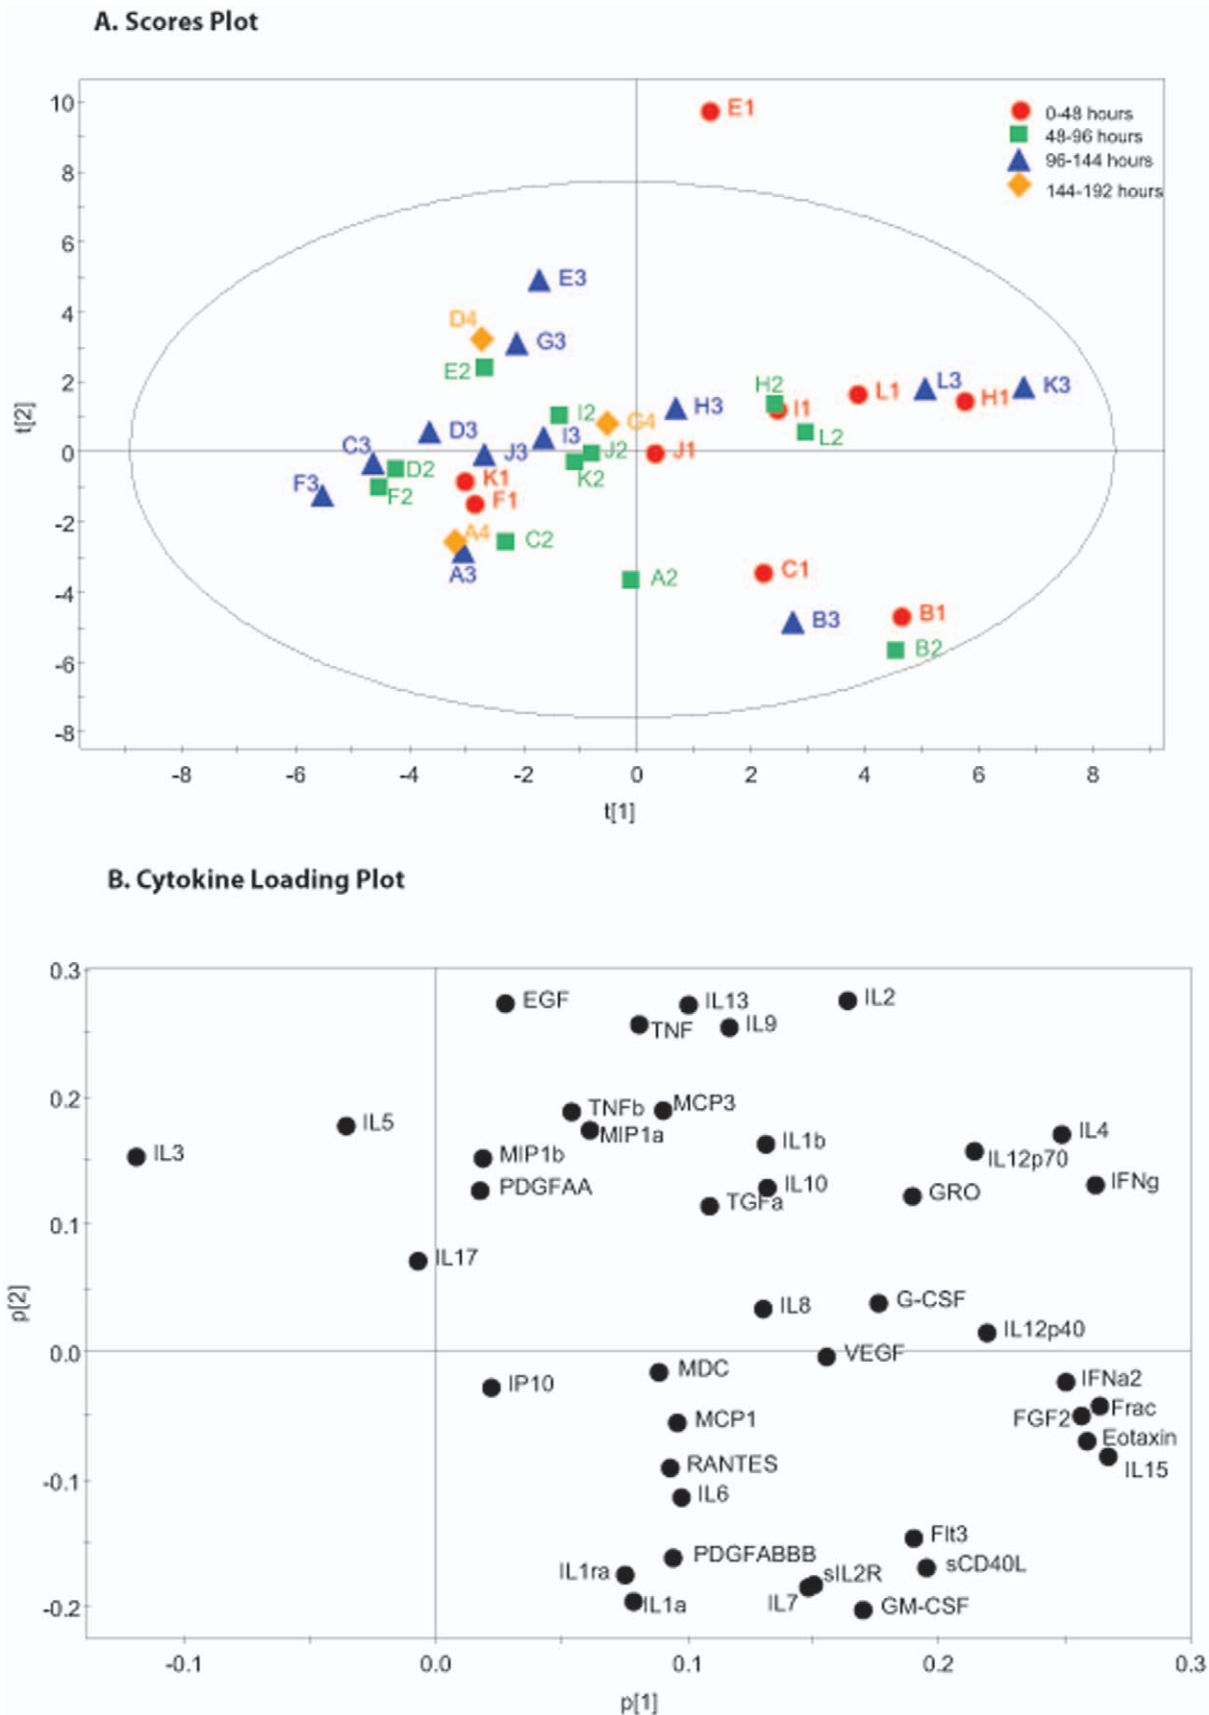 A. Scores Plot
10
8
6
4
2
0
-2
-4
-6
-8
t[2]
-8 -6 -4 -2 0 2 4 6 8
t[1]
0-48 hours
48-96 hours
96-144 hours
144-192 hours
E1
E3
D4
G3
E2
H2
L1
L3
H1
K3
I1
I2
G4
H3
L2
D3
I3
J2
J1
C3
J3
D2
K2
F3
F2
K1
F1
A4
C2
A3
A2
C1
B3
B1
B2
B. Cytokine Loading Plot
0.3
0.2
0.1
0.0
-0.1
-0.2
p[2]
-0.1 0.0 0.1 0.2 0.3
p[1]
EGF
IL13
IL2
TNF
IL9
TNFb
MCP3
IL5
MIP1a
IL1b
IL4
IL3
MIP1b
IL12p70
PDGFAA
IL10
IFNg
TGFa
GRO
IL17
IL8
G-CSF
IL12p40
VEGF
MDC
IP10
IFNa2
MCP1
FGF2
Frac
Eotaxin
RANTES
IL15
IL6
Flt3
PDGFABBB
sCD40L
IL1ra
sIL2R
IL7
IL1a
GM-CSF